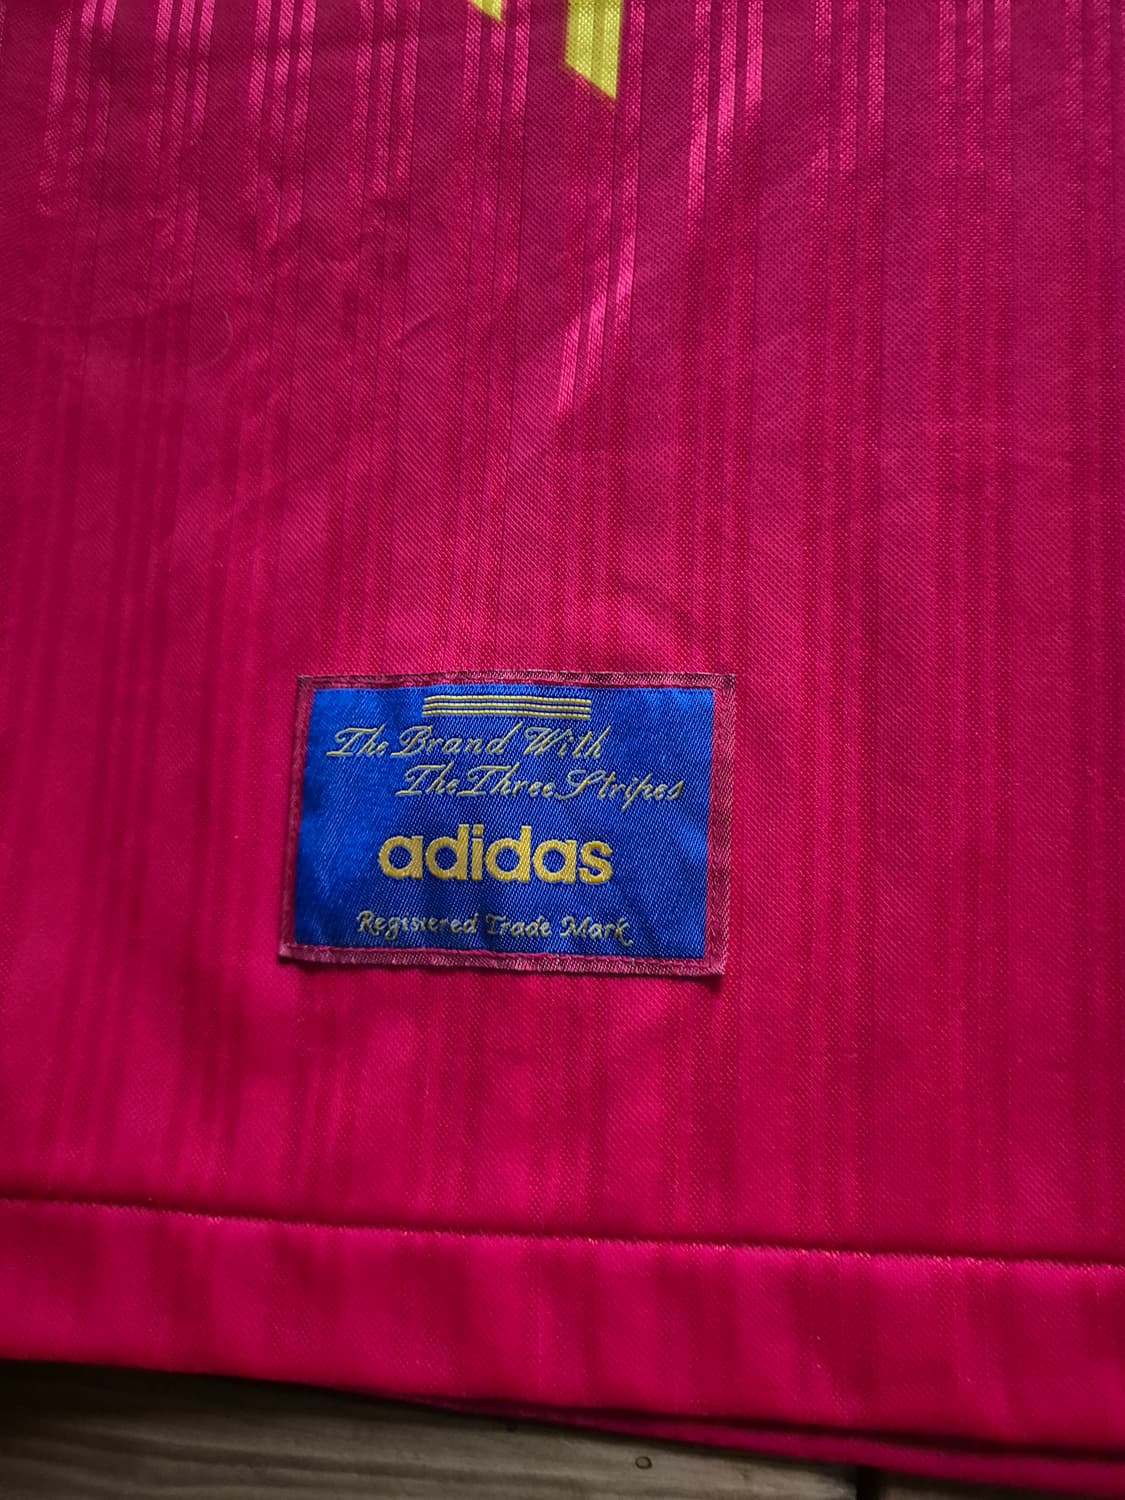 The Brand With
The Three Stripes
adidas
Registered Trade Mark